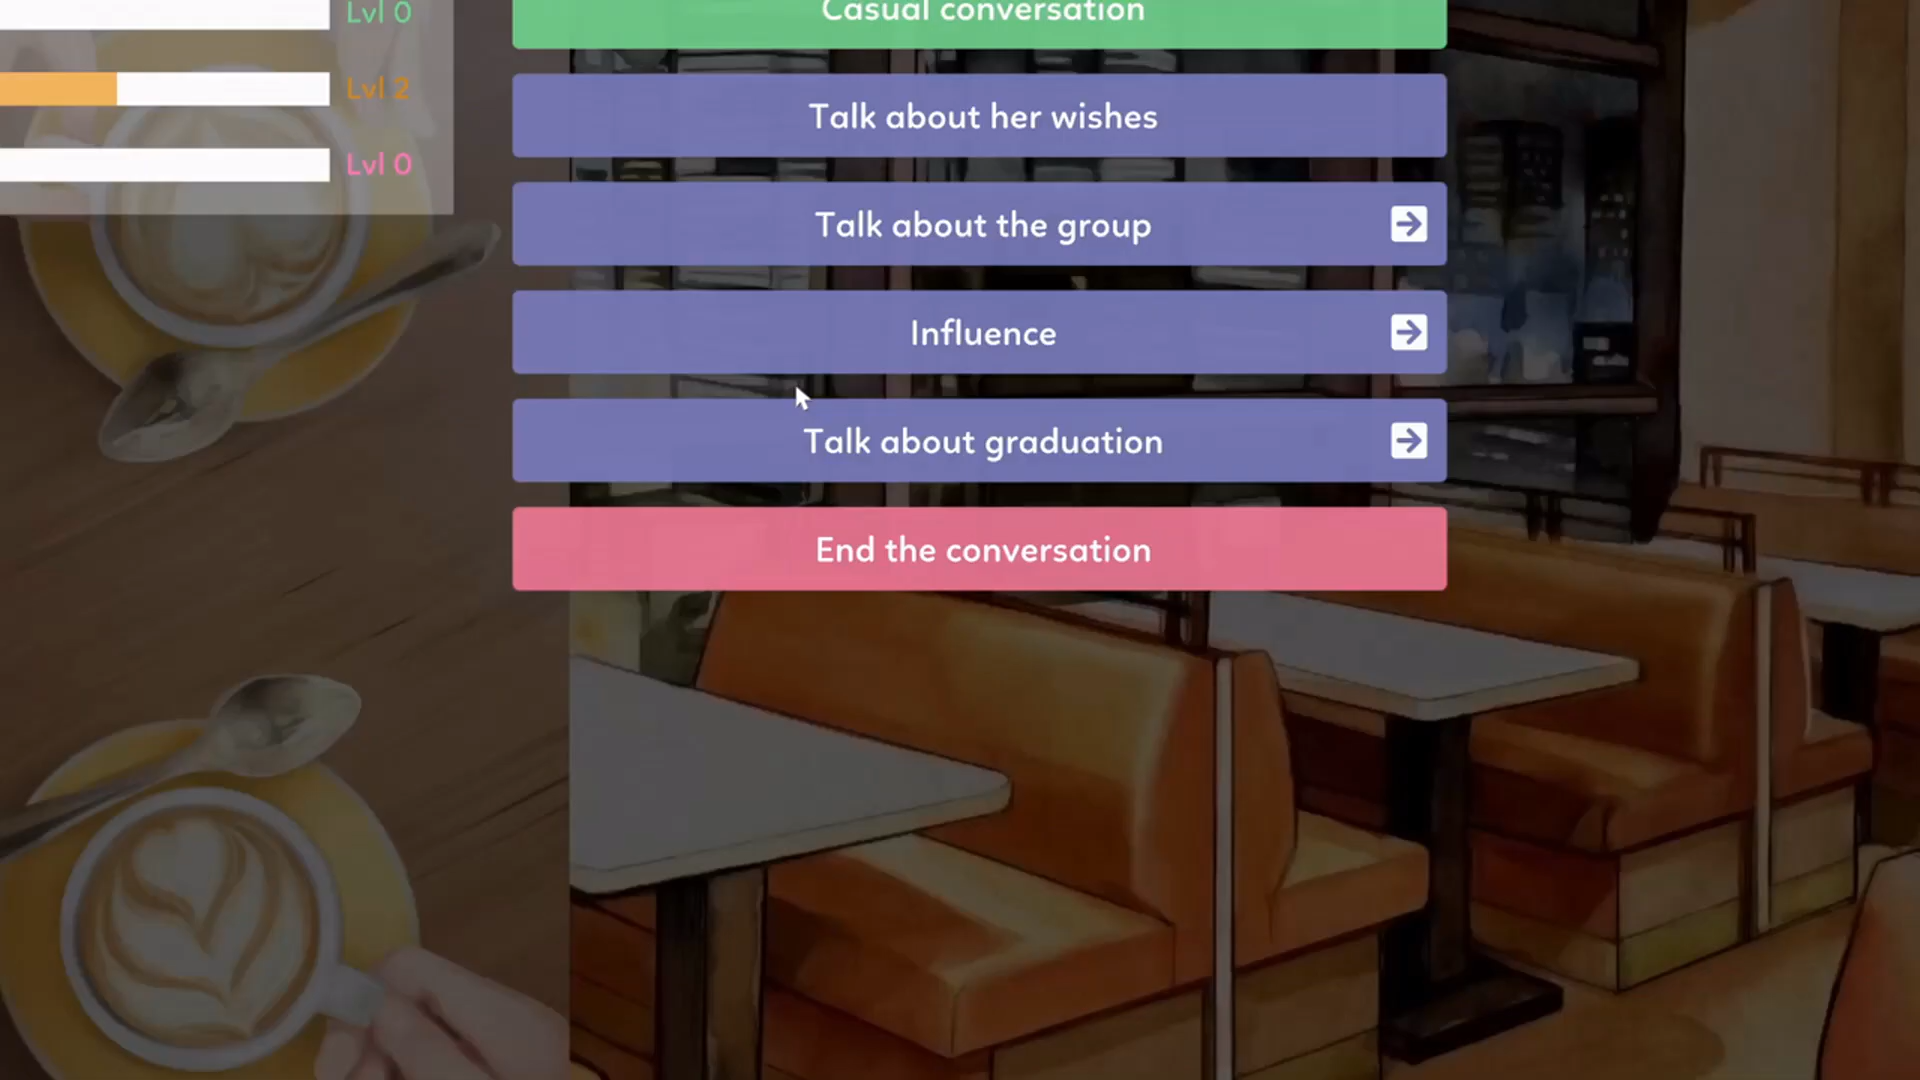 Lvl 0
Casual conversation
Lvl 2
Talk about her wishes
Lvl 0
Talk about the group
Influence
Talk about graduation
End the conversation